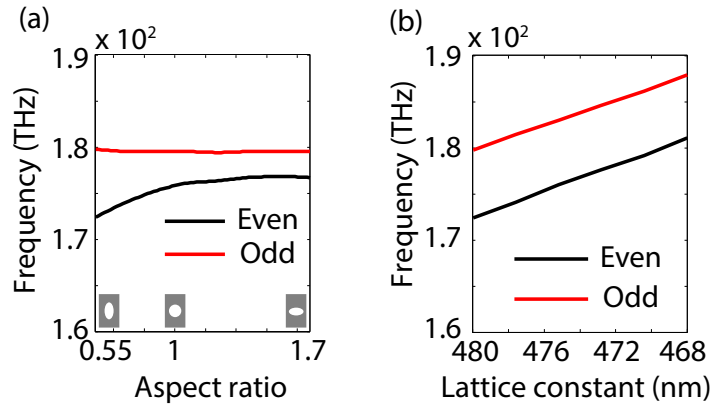 (a)
x 10²
1.9
1.8
1.7
1.6
Frequency (THz)
Even
Odd
0.55
1
1.7
Aspect ratio
(b)
x 10²
1.9
1.8
1.7
1.6
Frequency (THz)
Even
Odd
480
476
472
468
Lattice constant (nm)